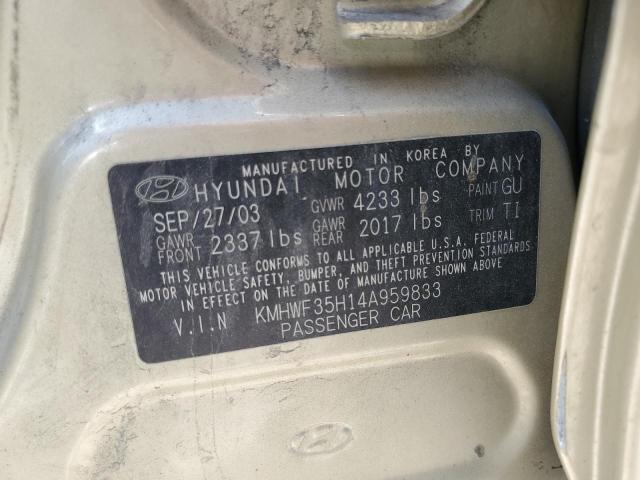 MANUFACTURED IN KOREA BY
HYUNDAI MOTOR COMPANY
SEP/27/03 GVWR 4233 lbs PAINT GU
GAWR FRONT 2337 lbs GAWR REAR 2017 lbs TRIM TI
THIS VEHICLE CONFORMS TO ALL APPLICABLE U.S.A. FEDERAL
MOTOR VEHICLE SAFETY, BUMPER, AND THEFT PREVENTION STANDARDS
IN EFFECT ON THE DATE OF MANUFACTURE SHOWN ABOVE
V.I.N KMHWF35H14A959833
PASSENGER CAR